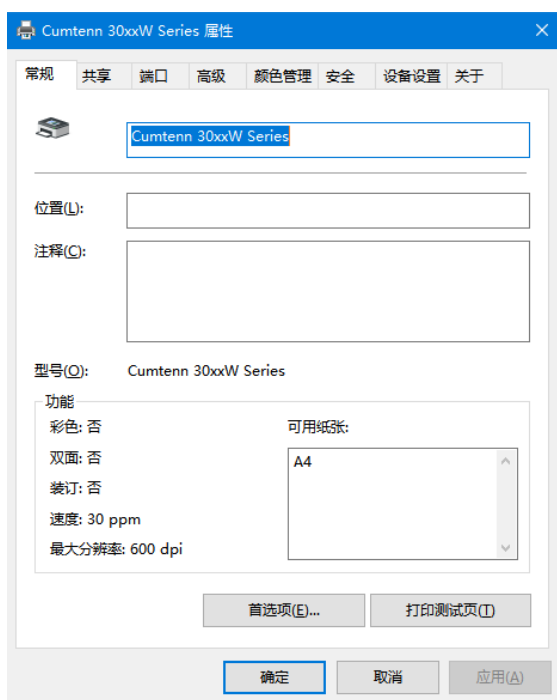 Cumtenn 30xxW Series 属性
常规 共享 端口 高级 颜色管理 安全 设备设置 关于
Cumtenn 30xxW Series
位置(L):
注释(C):
型号(O): Cumtenn 30xxW Series
功能
彩色: 否 可用纸张:
双面: 否 A4
装订: 否
速度: 30 ppm
最大分辨率: 600 dpi
首选项(E)... 打印测试页(T)
确定 取消 应用(A)